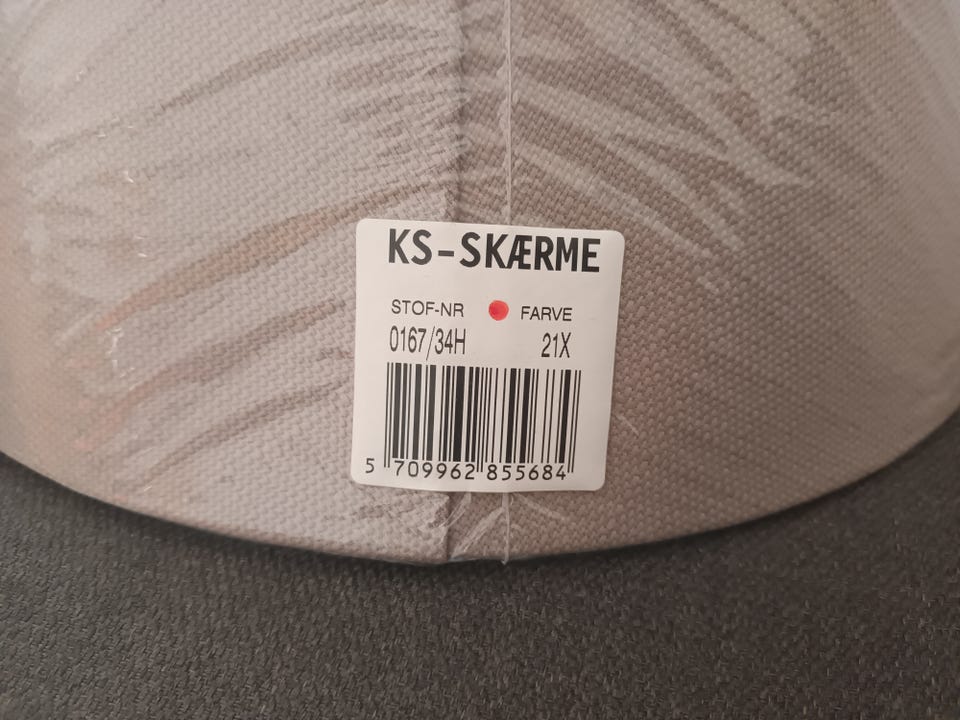 KS-SKÆRME
STOF-NR FARVE
0167/34H 21X
5 709962 855684